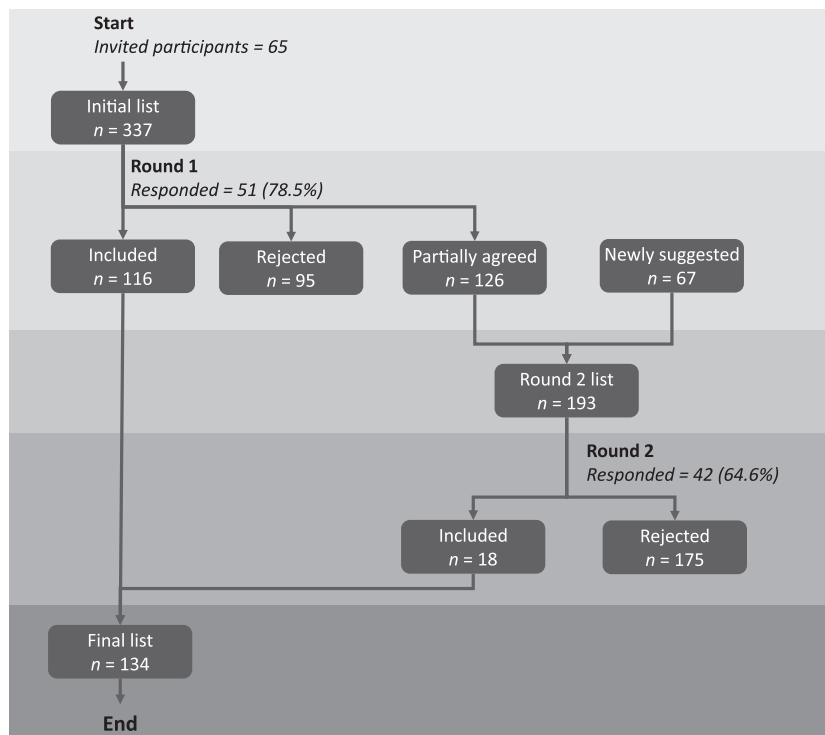 Start
Invited participants = 65
Initial list
n = 337
Round 1
Responded = 51 (78.5%)
Included
n = 116
Rejected
n = 95
Partially agreed
n = 126
Newly suggested
n = 67
Round 2 list
n = 193
Round 2
Responded = 42 (64.6%)
Included
n = 18
Rejected
n = 175
Final list
n = 134
End